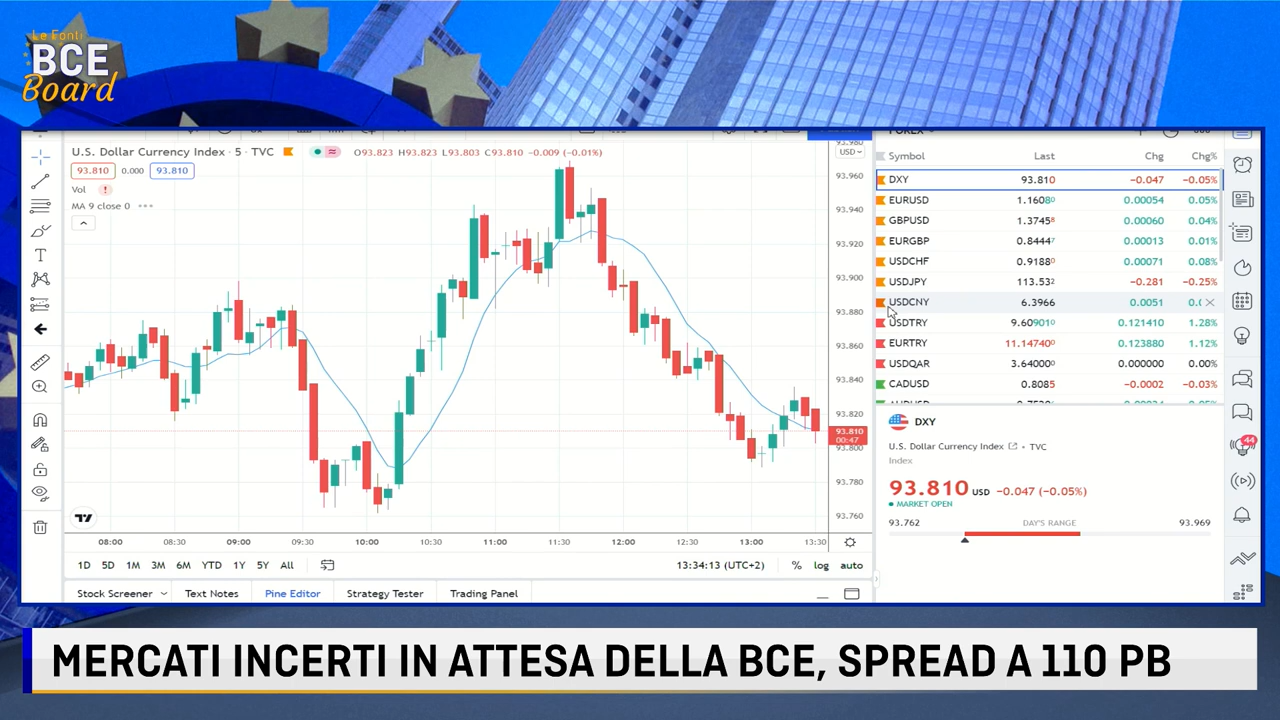 Le Fonti
BCE
Board
U.S. Dollar Currency Index · 5 · TVC
O93.823 H93.823 L93.803 C93.810 −0.009 (−0.01%)
USD
93.810 0.000 93.810
Vol !
MA 9 close 0
93.980
93.960
93.940
93.920
93.900
93.880
93.860
93.840
93.820
93.810
00:47
93.800
93.780
93.760
08:00 08:30 09:00 09:30 10:00 10:30 11:00 11:30 12:00 12:30 13:00 13:30
1D 5D 1M 3M 6M YTD 1Y 5Y All 13:34:13 (UTC+2) % log auto
Stock Screener Text Notes Pine Editor Strategy Tester Trading Panel
Symbol Last Chg Chg%
DXY 93.810 −0.047 −0.05%
EURUSD 1.16080 0.00054 0.05%
GBPUSD 1.37458 0.00060 0.04%
EURGBP 0.84447 0.00013 0.01%
USDCHF 0.91880 0.00071 0.08%
USDJPY 113.532 −0.281 −0.25%
USDCNY 6.3966 0.0051
USDTRY 9.609010 0.121410 1.28%
EURTRY 11.147400 0.123880 1.12%
USDQAR 3.640000 0.000000 0.00%
CADUSD 0.8085 −0.0002 −0.03%
DXY
U.S. Dollar Currency Index · TVC
Index
93.810 USD −0.047 (−0.05%)
MARKET OPEN
93.762 DAY'S RANGE 93.969
44
MERCATI INCERTI IN ATTESA DELLA BCE, SPREAD A 110 PB